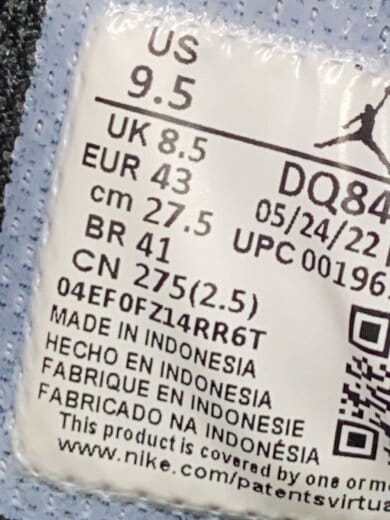 US
9.5
UK 8.5
EUR 43
cm 27.5
BR 41
CN 275(2.5)
DQ84
05/24/22
UPC 00196
04EF0FZ14RR6T
MADE IN INDONESIA
HECHO EN INDONESIA
FABRIQUE EN INDONESIE
FABRICADO NA INDONÉSIA
This product is covered by one or mo
www.nike.com/patentsvirtua